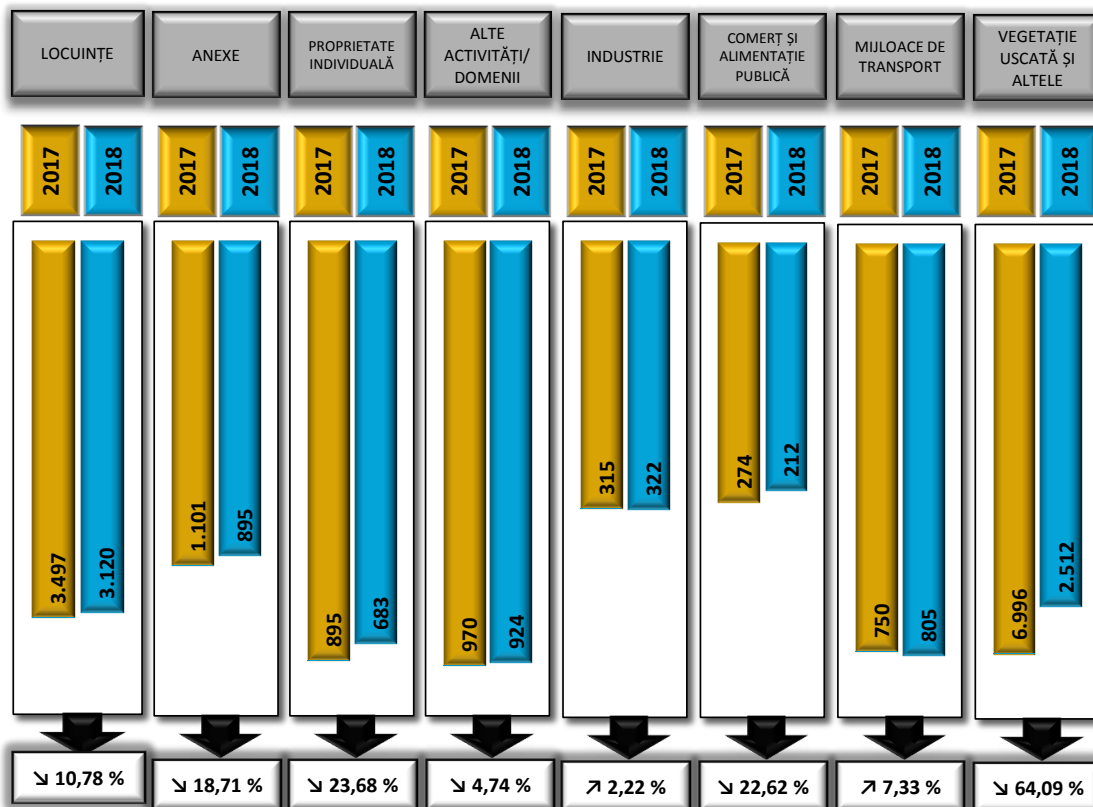 LOCUINȚE
ANEXE
PROPRIETATE
INDIVIDUALĂ
ALTE
ACTIVITĂȚI/
DOMENII
INDUSTRIE
COMERȚ ȘI
ALIMENTAȚIE
PUBLICĂ
MIJLOACE DE
TRANSPORT
VEGETAȚIE
USCATĂ ȘI
ALTELE
2017
2018
2017
2018
2017
2018
2017
2018
2017
2018
2017
2018
2017
2018
2017
2018
3.497
3.120
1.101
895
895
683
970
924
315
322
274
212
750
805
6.996
2.512
↘ 10,78 %
↘ 18,71 %
↘ 23,68 %
↘ 4,74 %
↗ 2,22 %
↘ 22,62 %
↗ 7,33 %
↘ 64,09 %